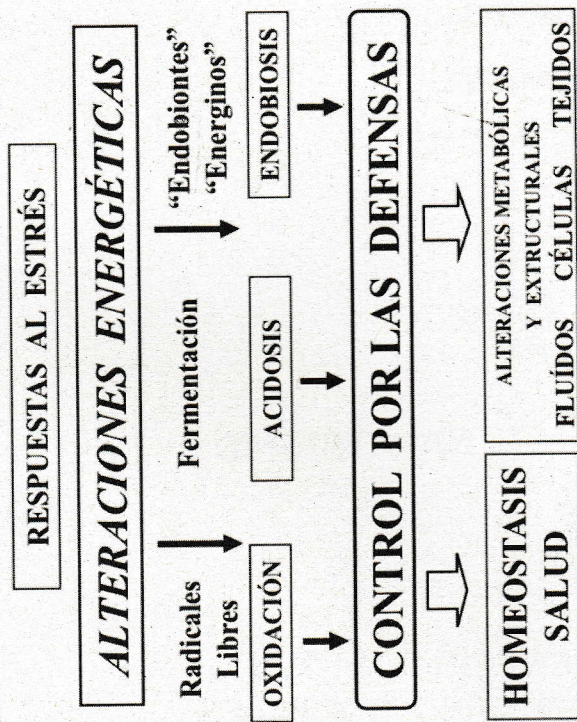 RESPUESTAS AL ESTRÉS
ALTERACIONES ENERGÉTICAS
Radicales
Libres
Fermentación
“Endobiontes”
“Energinos”
OXIDACIÓN
ACIDOSIS
ENDOBIOSIS
CONTROL POR LAS DEFENSAS
HOMEOSTASIS
SALUD
ALTERACIONES METABÓLICAS
Y EXTRUCTURALES
FLUÍDOS CÉLULAS TEJIDOS